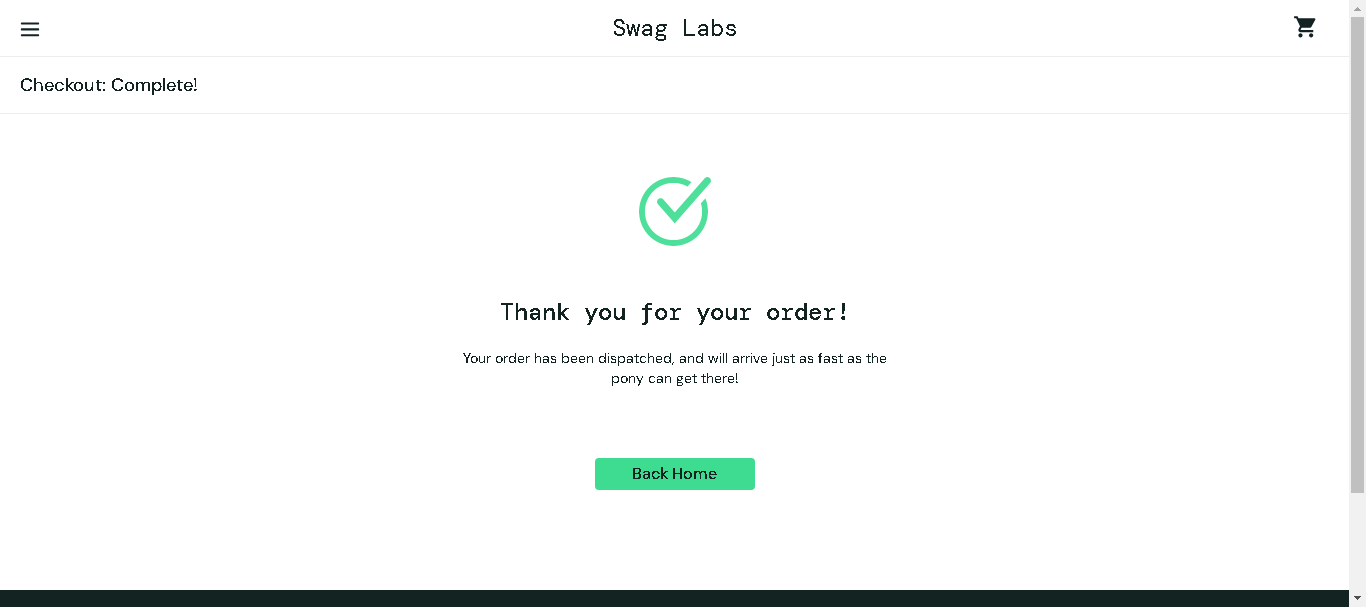 Swag Labs
Checkout: Complete!
Thank you for your order!
Your order has been dispatched, and will arrive just as fast as the
pony can get there!
Back Home